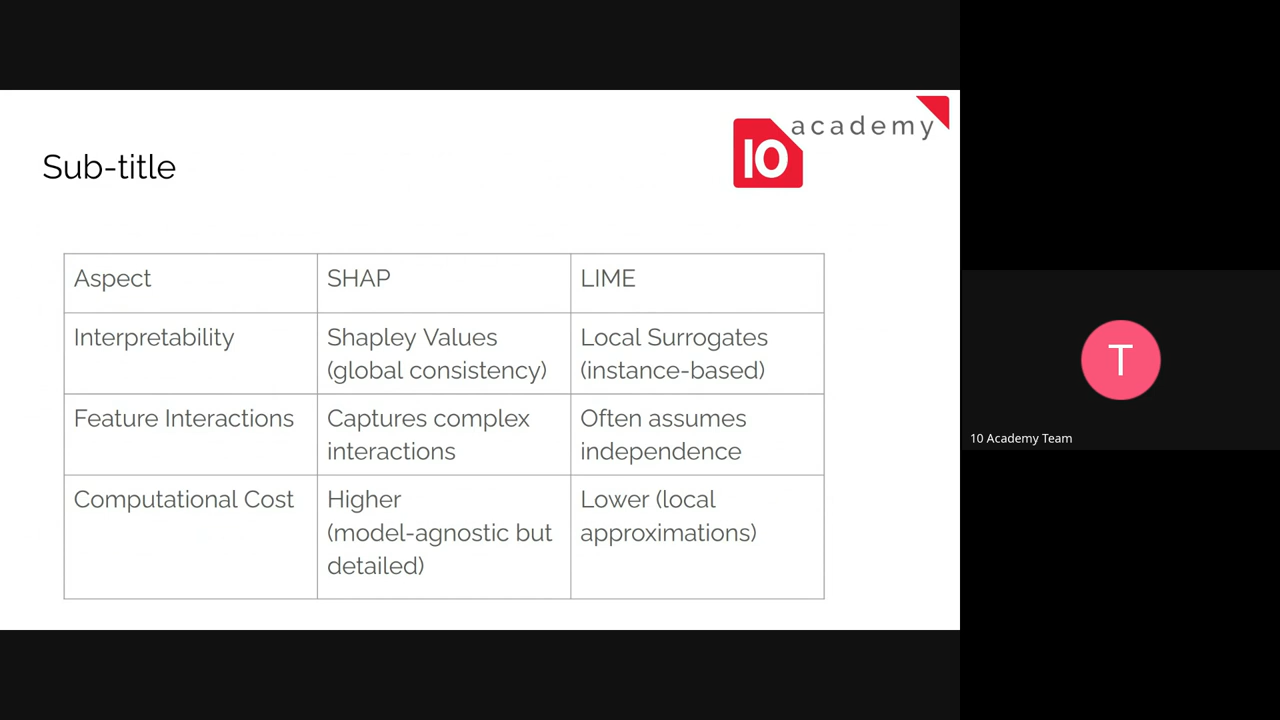 10 academy
Sub-title
Aspect
SHAP
LIME
Interpretability
Shapley Values
(global consistency)
Local Surrogates
(instance-based)
Feature Interactions
Captures complex
interactions
Often assumes
independence
Computational Cost
Higher
(model-agnostic but
detailed)
Lower (local
approximations)
T
10 Academy Team